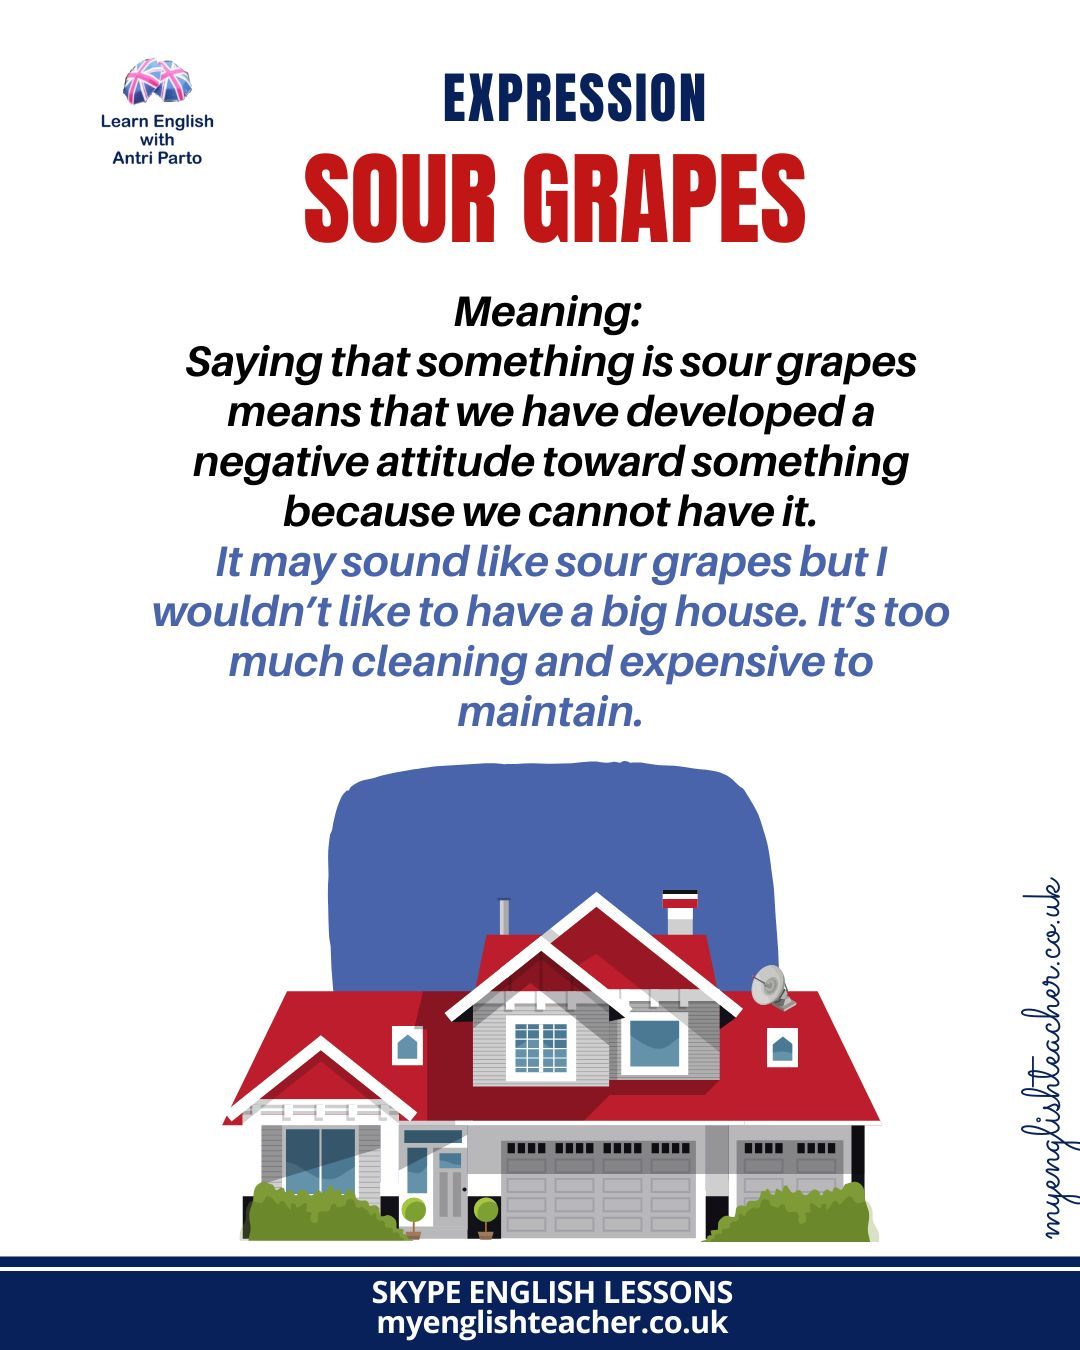 Learn English
with
Antri Parto
EXPRESSION
SOUR GRAPES
Meaning:
Saying that something is sour grapes
means that we have developed a
negative attitude toward something
because we cannot have it.
It may sound like sour grapes but I
wouldn’t like to have a big house. It’s too
much cleaning and expensive to
maintain.
myenglishteacher.co.uk
SKYPE ENGLISH LESSONS
myenglishteacher.co.uk